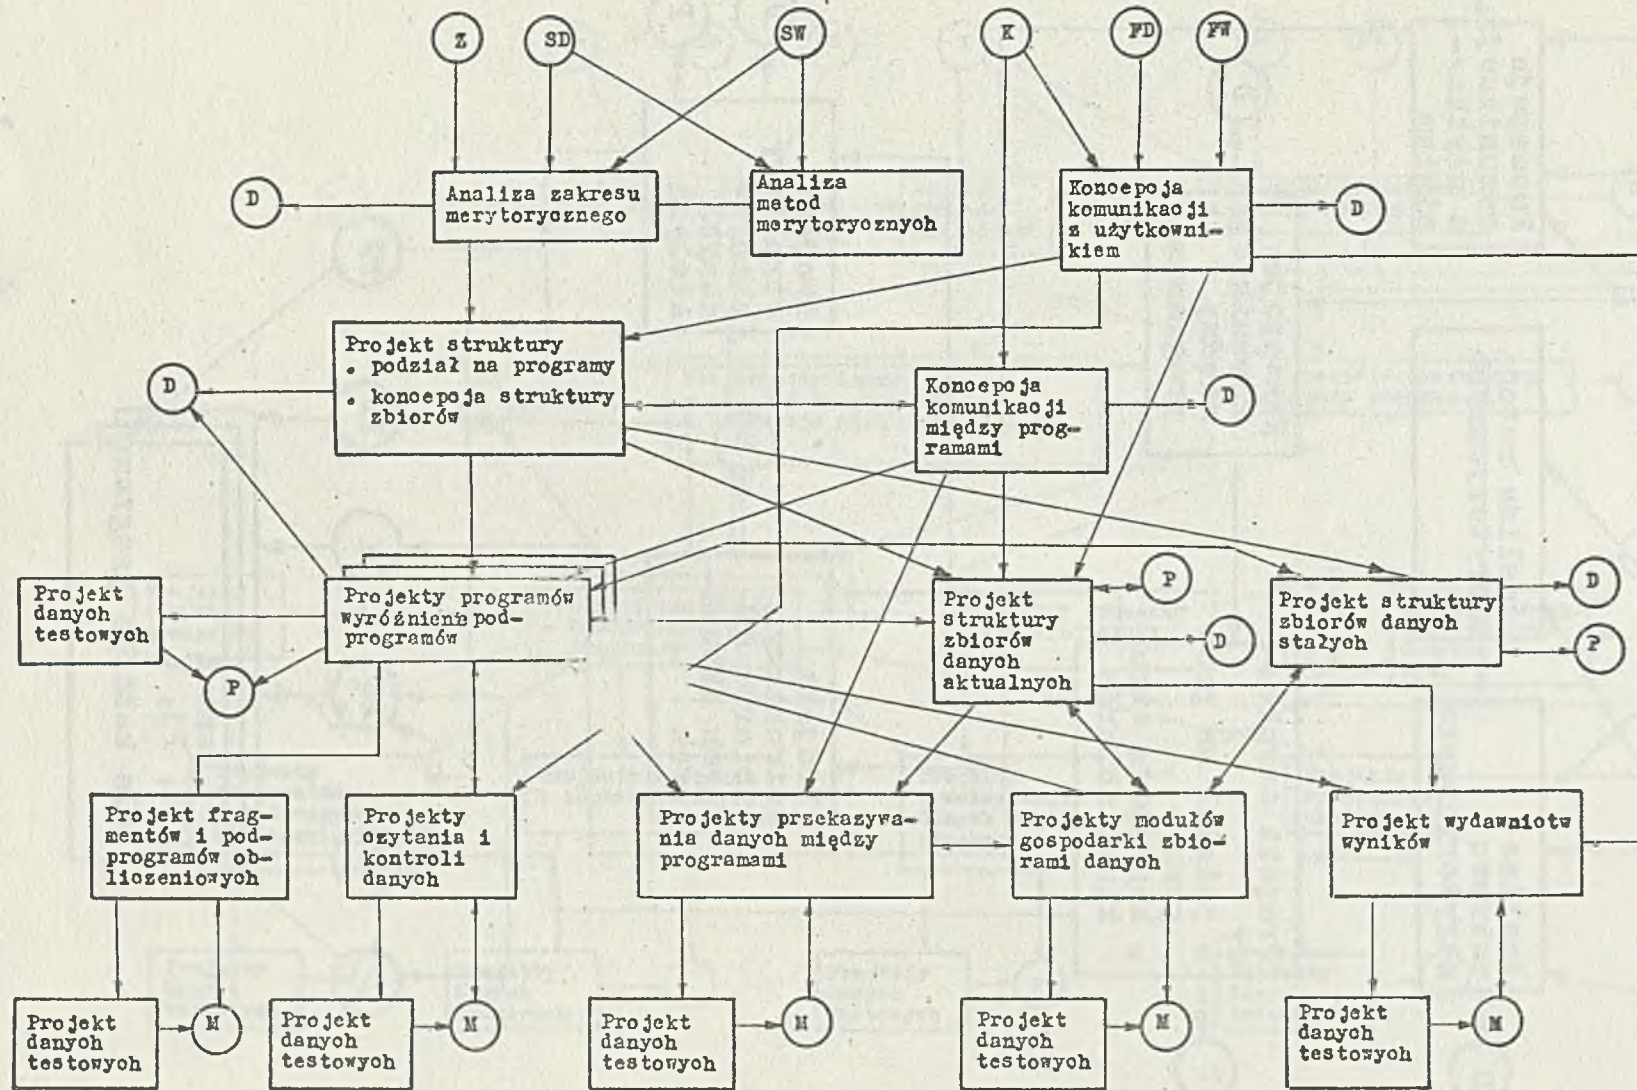 Z
SD
SW
K
FD
FW
D
Analiza zakresu
merytorycznego
Analiza
metod
merytorycznych
Koncepcja
komunikacji
z użytkowni-
kiem
D
Projekt struktury
. podział na programy
. koncepcja struktury
zbiorów
D
Koncepcja
komunikacji
między prog-
ramami
D
Projekt
danych
testowych
Projekty programów
wyróżnienie pod-
programów
P
Projekt
struktury
zbiorów
danych
aktualnych
P
D
Projekt struktury
zbiorów danych
stałych
D
P
Projekt frag-
mentów i pod-
programów ob-
liczeniowych
Projekty
czytania i
kontroli
danych
Projekty przekazywa-
nia danych między
programami
Projekty modułów
gospodarki zbio-
rami danych
Projekt wydawnictw
wyników
Projekt
danych
testowych
M
Projekt
danych
testowych
M
Projekt
danych
testowych
M
Projekt
danych
testowych
M
Projekt
danych
testowych
M